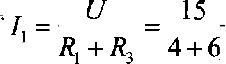 I₁ = U / (R₁ + R₃) = 15 / (4 + 6)